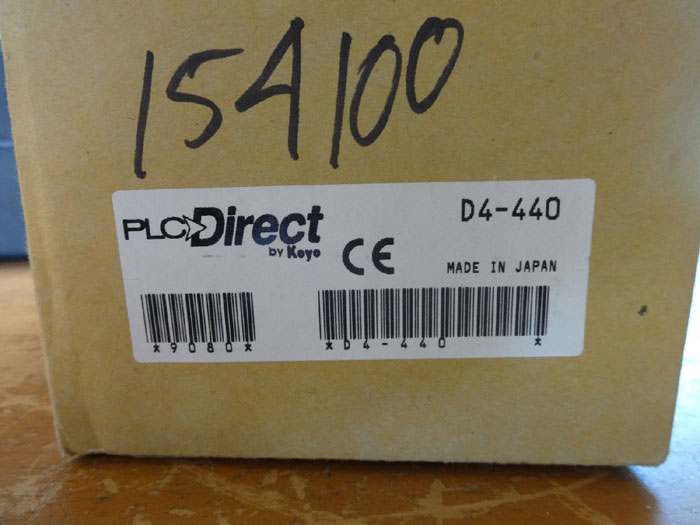 154100
PLC Direct D4-440
by Koyo
CE MADE IN JAPAN
*9080* *D4-440 *